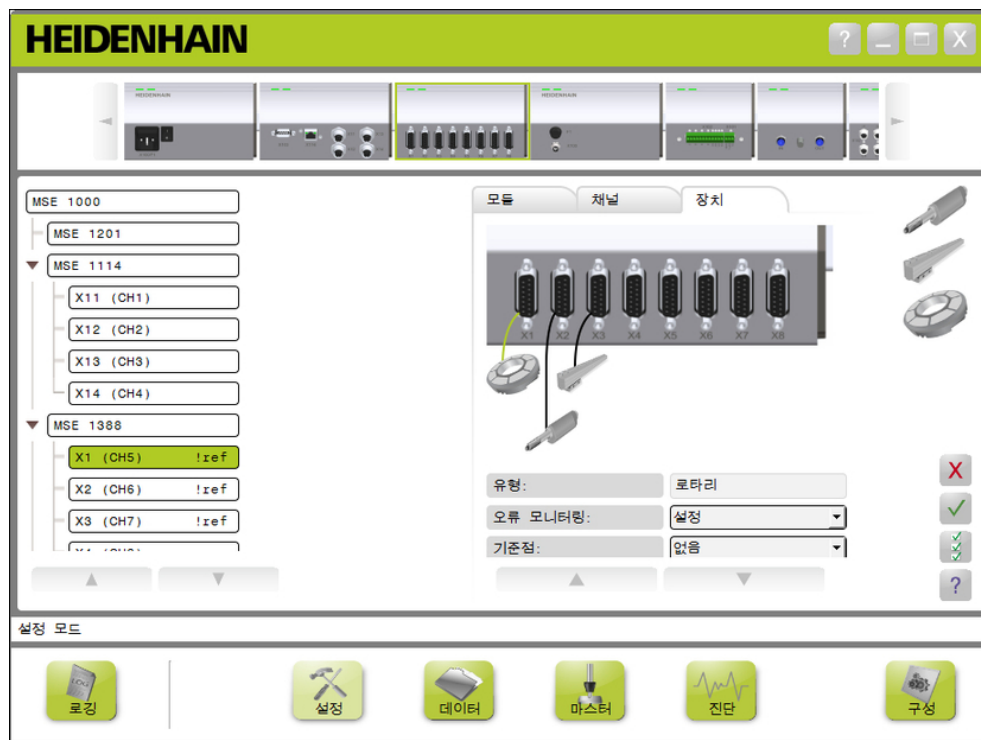 HEIDENHAIN
?
X
HEIDENHAIN
HEIDENHAIN
MSE 1000
MSE 1201
MSE 1114
X11 (CH1)
X12 (CH2)
X13 (CH3)
X14 (CH4)
MSE 1388
X1 (CH5) !ref
X2 (CH6) !ref
X3 (CH7) !ref
모듈 채널 장치
X1 X2 X3 X4 X5 X6 X7 X8
유형: 로타리
오류 모니터링: 설정
기준점: 없음
X
?
설정 모드
LOG
로깅 설정 데이터 마스터 진단 구성